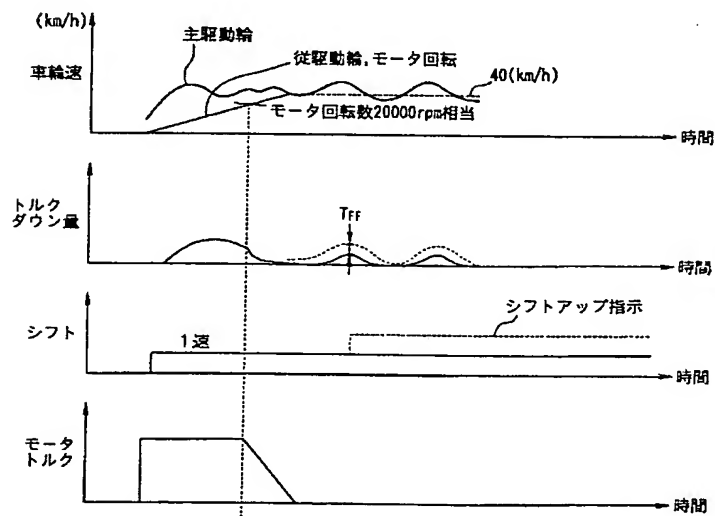 (km/h)
主駆動輪
従駆動輪,モータ回転
車輪速
40(km/h)
モータ回転数20000rpm相当
時間
トルク
ダウン量
TFF
時間
シフトアップ指示
シフト
1速
時間
モータ
トルク
時間